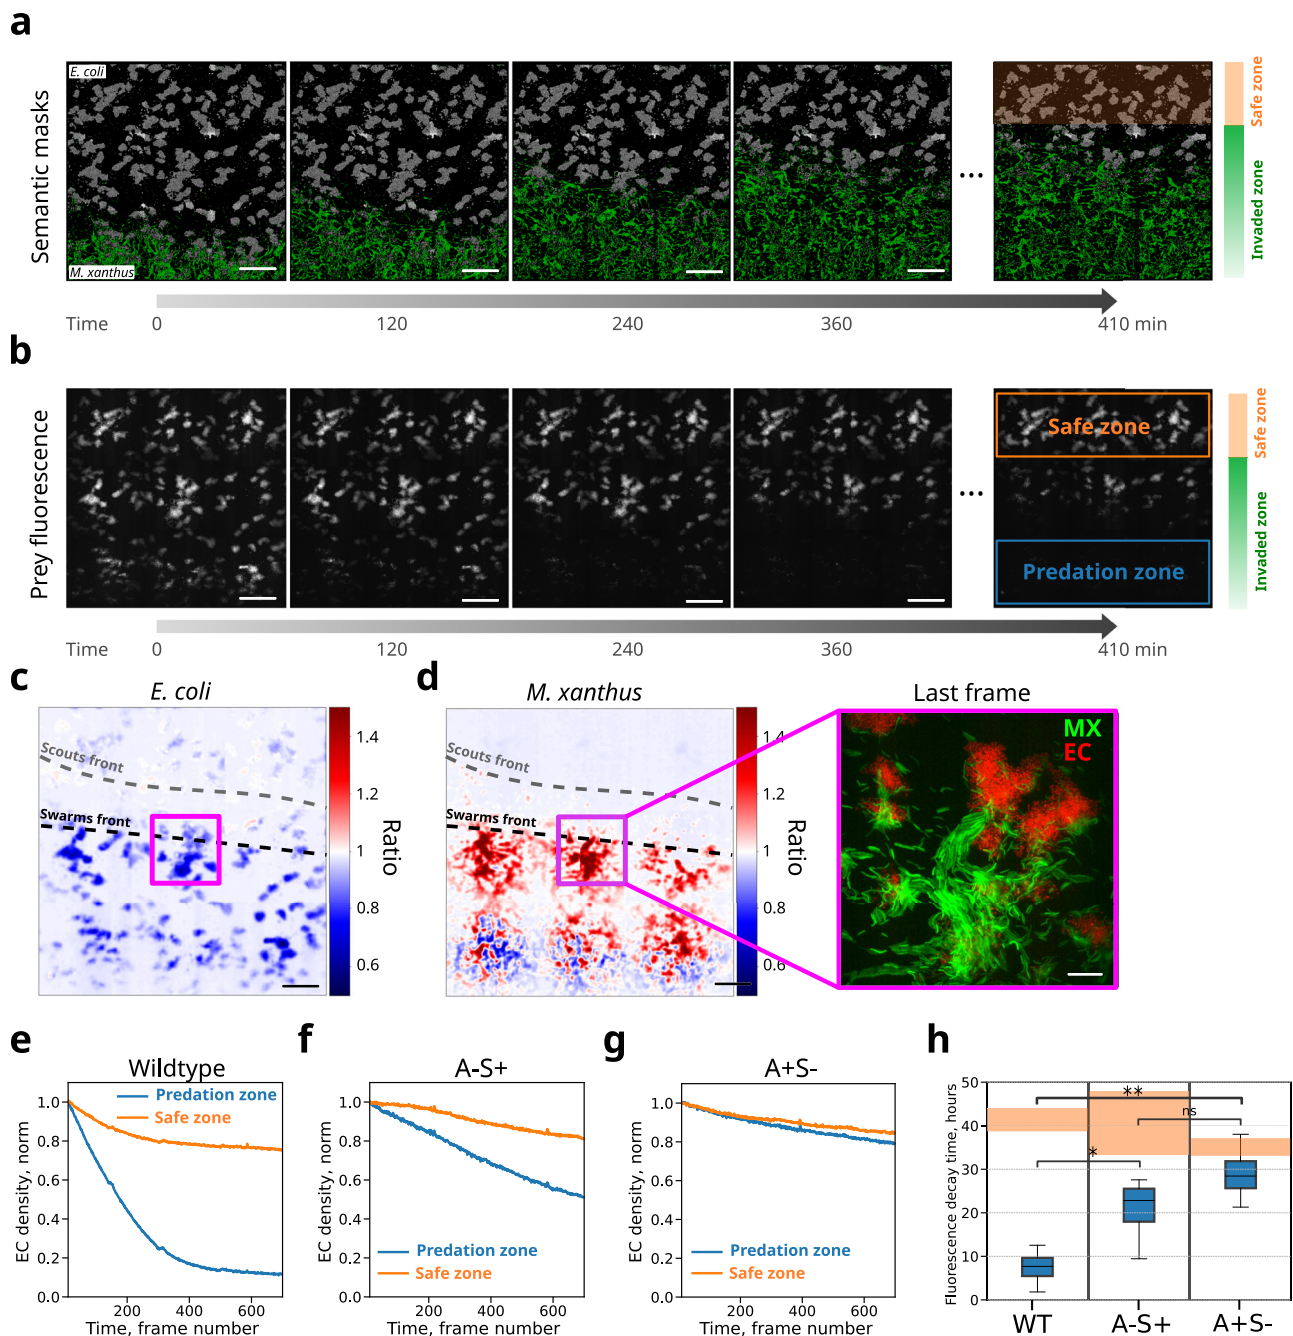 a
Semantic masks
E. coli
M. xanthus
...
Safe zone
Invaded zone
Time 0 120 240 360 410 min
b
Prey fluorescence
Safe zone
Predation zone
...
Safe zone
Invaded zone
Time 0 120 240 360 410 min
c
E. coli
Scouts front
Swarms front
1.4
1.2
1
0.8
0.6
Ratio
d
M. xanthus
Scouts front
Swarms front
1.4
1.2
1
0.8
0.6
Ratio
Last frame
MX
EC
e
Wildtype
Predation zone
Safe zone
EC density, norm
1.0
0.8
0.6
0.4
0.2
0.0
200 400 600
Time, frame number
f
A-S+
Predation zone
Safe zone
EC density, norm
1.0
0.8
0.6
0.4
0.2
0.0
200 400 600
Time, frame number
g
A+S-
Predation zone
Safe zone
EC density, norm
1.0
0.8
0.6
0.4
0.2
0.0
200 400 600
Time, frame number
h
Fluorescence decay time, hours
50
40
30
20
10
0
**
ns
*
WT A-S+ A+S-